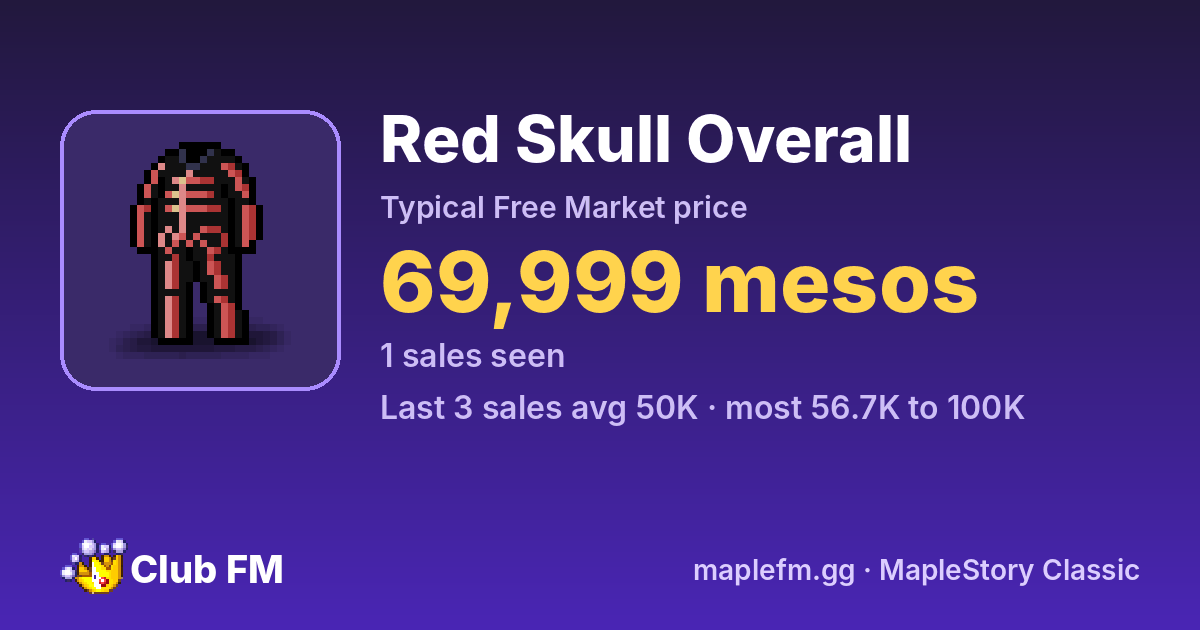 Red Skull Overall
Typical Free Market price
69,999 mesos
1 sales seen
Last 3 sales avg 50K · most 56.7K to 100K
Club FM
maplefm.gg · MapleStory Classic